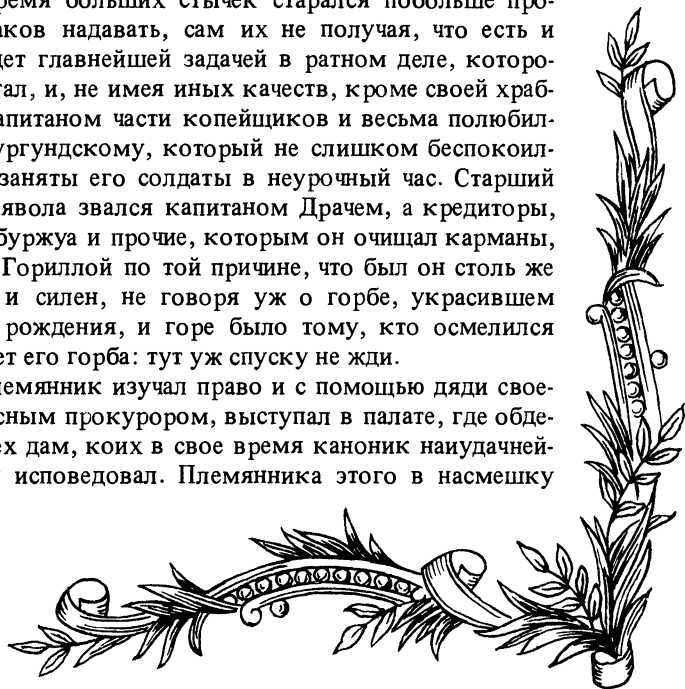 ремя больших стычек старался побольше про-
аков надавать, сам их не получая, что есть и
дет главнейшей задачей в ратном деле, которо-
тал, и, не имея иных качеств, кроме своей храб-
апитаном части копейщиков и весьма полюбил-
ургундскому, который не слишком беспокоил-
заняты его солдаты в неурочный час. Старший
явола звался капитаном Драчем, а кредиторы,
буржуа и прочие, которым он очищал карманы,
Гориллой по той причине, что был он столь же
и силен, не говоря уж о горбе, украсившем
рождения, и горе было тому, кто осмелился
ет его горба: тут уж спуску не жди.
лемянник изучал право и с помощью дяди свое-
сным прокурором, выступал в палате, где обде-
ех дам, коих в свое время каноник наиудачней-
исповедовал. Племянника этого в насмешку